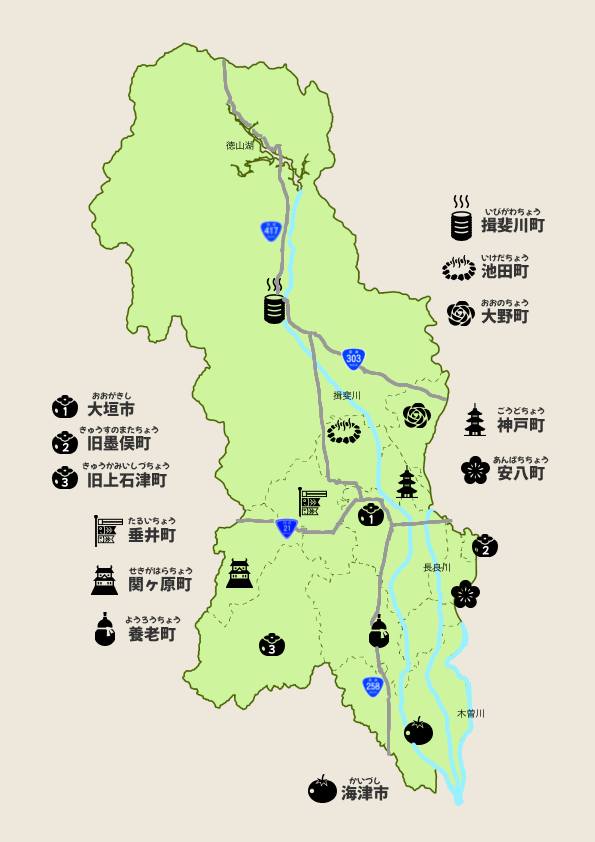 徳山湖
417
いびがわちょう
揖斐川町
いけだちょう
池田町
おおのちょう
大野町
303
揖斐川
おおがきし
1 大垣市
きゅうすのまたちょう
2 旧墨俣町
きゅうかみいしづちょう
3 旧上石津町
ごうどちょう
神戸町
あんぱちちょう
安八町
1
たるいちょう
垂井町
21
2
せきがはらちょう
関ヶ原町
長良川
ようろうちょう
養老町
3
258
木曽川
かいづし
海津市